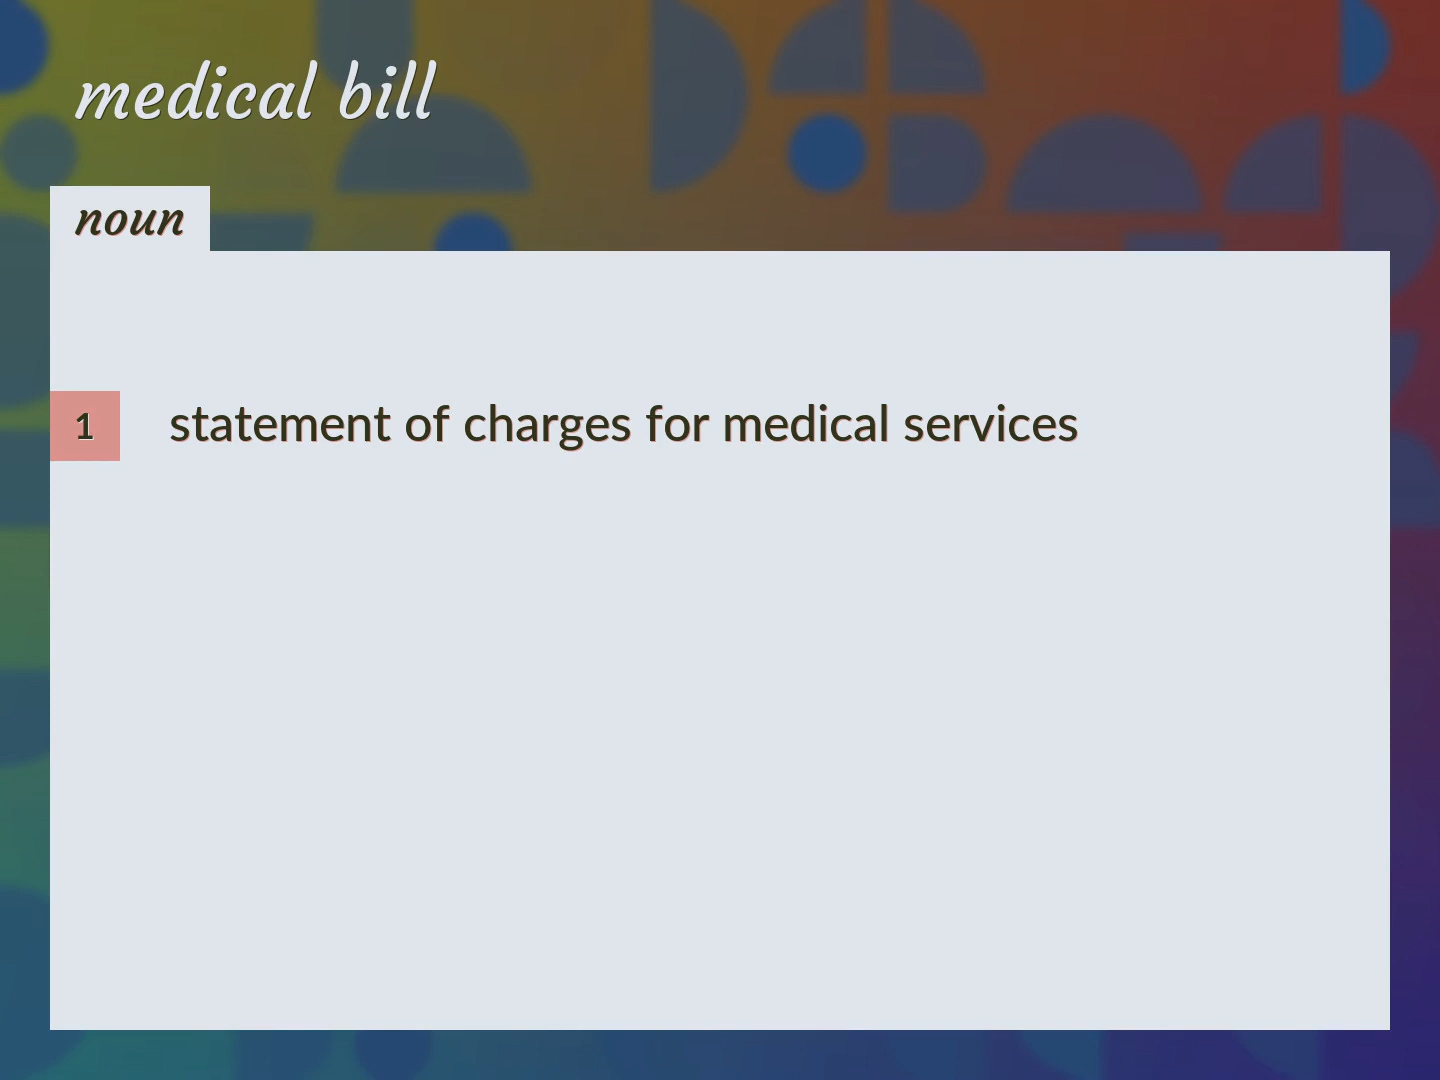 medical bill
noun
1 statement of charges for medical services